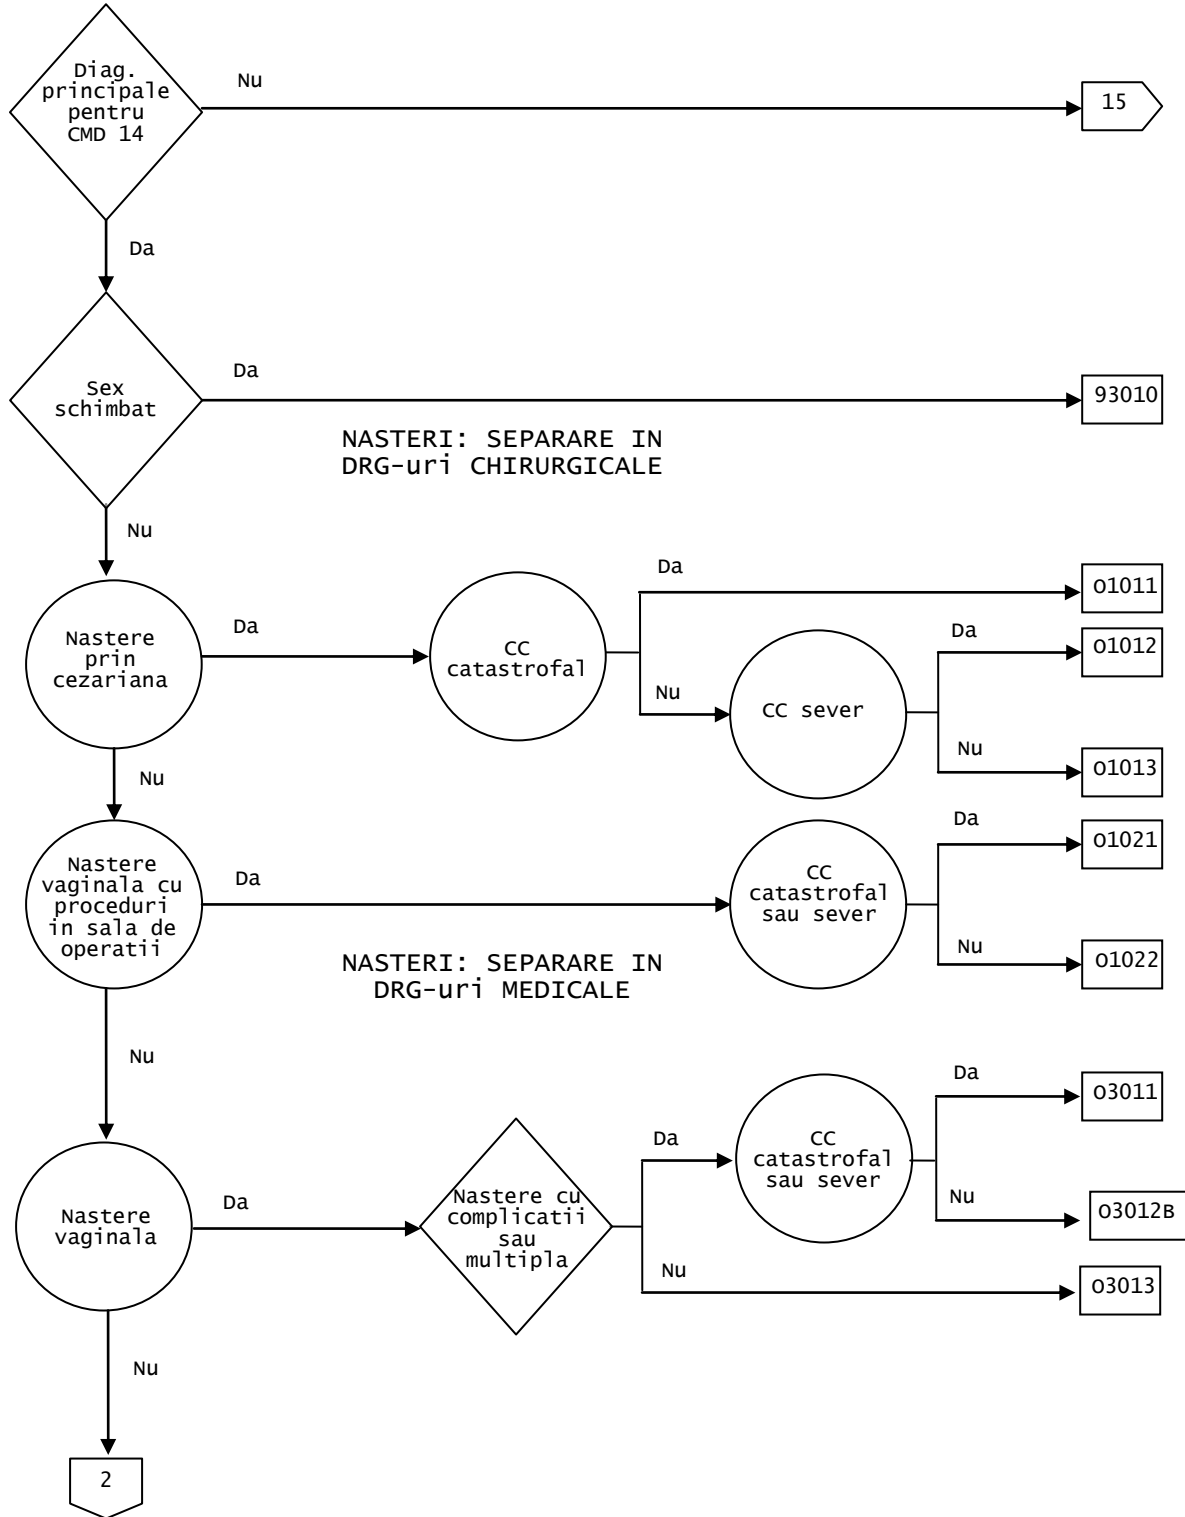 Diag.
principale
pentru
CMD 14
Nu
15
Da
Sex
schimbat
Da
93010
NASTERI: SEPARARE IN
DRG-uri CHIRURGICALE
Nu
Nastere
prin
cezariana
Da
CC
catastrofal
Da
O1011
Nu
CC sever
Da
O1012
Nu
O1013
Nu
Nastere
vaginala cu
proceduri
in sala de
operatii
Da
CC
catastrofal
sau sever
Da
O1021
Nu
O1022
NASTERI: SEPARARE IN
DRG-uri MEDICALE
Nu
Nastere
vaginala
Da
Nastere cu
complicatii
sau
multipla
Da
CC
catastrofal
sau sever
Da
O3011
Nu
O3012B
Nu
O3013
Nu
2